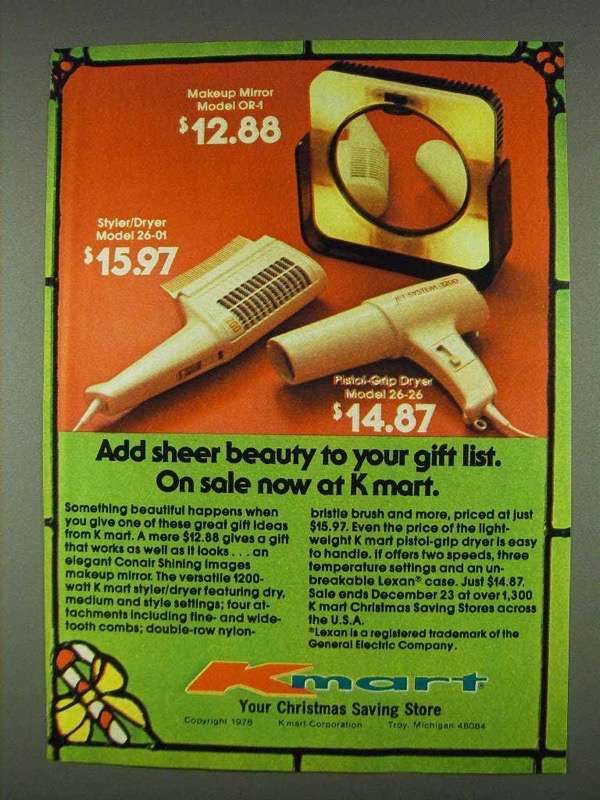 Makeup Mirror
Model OR-1
$12.88
Styler/Dryer
Model 26-01
$15.97
JET SYSTEM 1200
Pistol-Grip Dryer
Model 26-26
$14.87
Add sheer beauty to your gift list.
On sale now at K mart.
Something beautiful happens when
you give one of these great gift ideas
from K mart. A mere $12.88 gives a gift
that works as well as it looks . . . an
elegant Conair Shining Images
makeup mirror. The versatile 1200-
watt K mart styler/dryer featuring dry,
medium and style settings; four at-
tachments including fine- and wide-
tooth combs; double-row nylon-
bristle brush and more, priced at just
$15.97. Even the price of the light-
weight K mart pistol-grip dryer is easy
to handle. It offers two speeds, three
temperature settings and an un-
breakable Lexan® case. Just $14.87.
Sale ends December 23 at over 1,300
K mart Christmas Saving Stores across
the U.S.A.
®Lexan is a registered trademark of the
General Electric Company.
Kmart®
Your Christmas Saving Store
Copyright 1978 K mart Corporation Troy, Michigan 48084